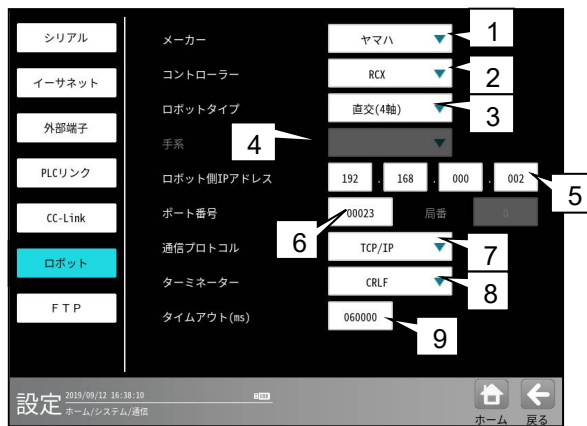 シリアル
イーサネット
外部端子
PLCリンク
CC-Link
ロボット
ＦＴＰ
メーカー ヤマハ 1
コントローラー RCX 2
ロボットタイプ 直交(4軸) 3
手系 4
ロボット側IPアドレス 192 . 168 . 000 . 002 5
ポート番号 6 00023 局番 0
通信プロトコル TCP/IP 7
ターミネーター CRLF 8
タイムアウト(ms) 060000 9
設定 2019/09/12 16:38:10
ホーム/システム/通信
ホーム 戻る